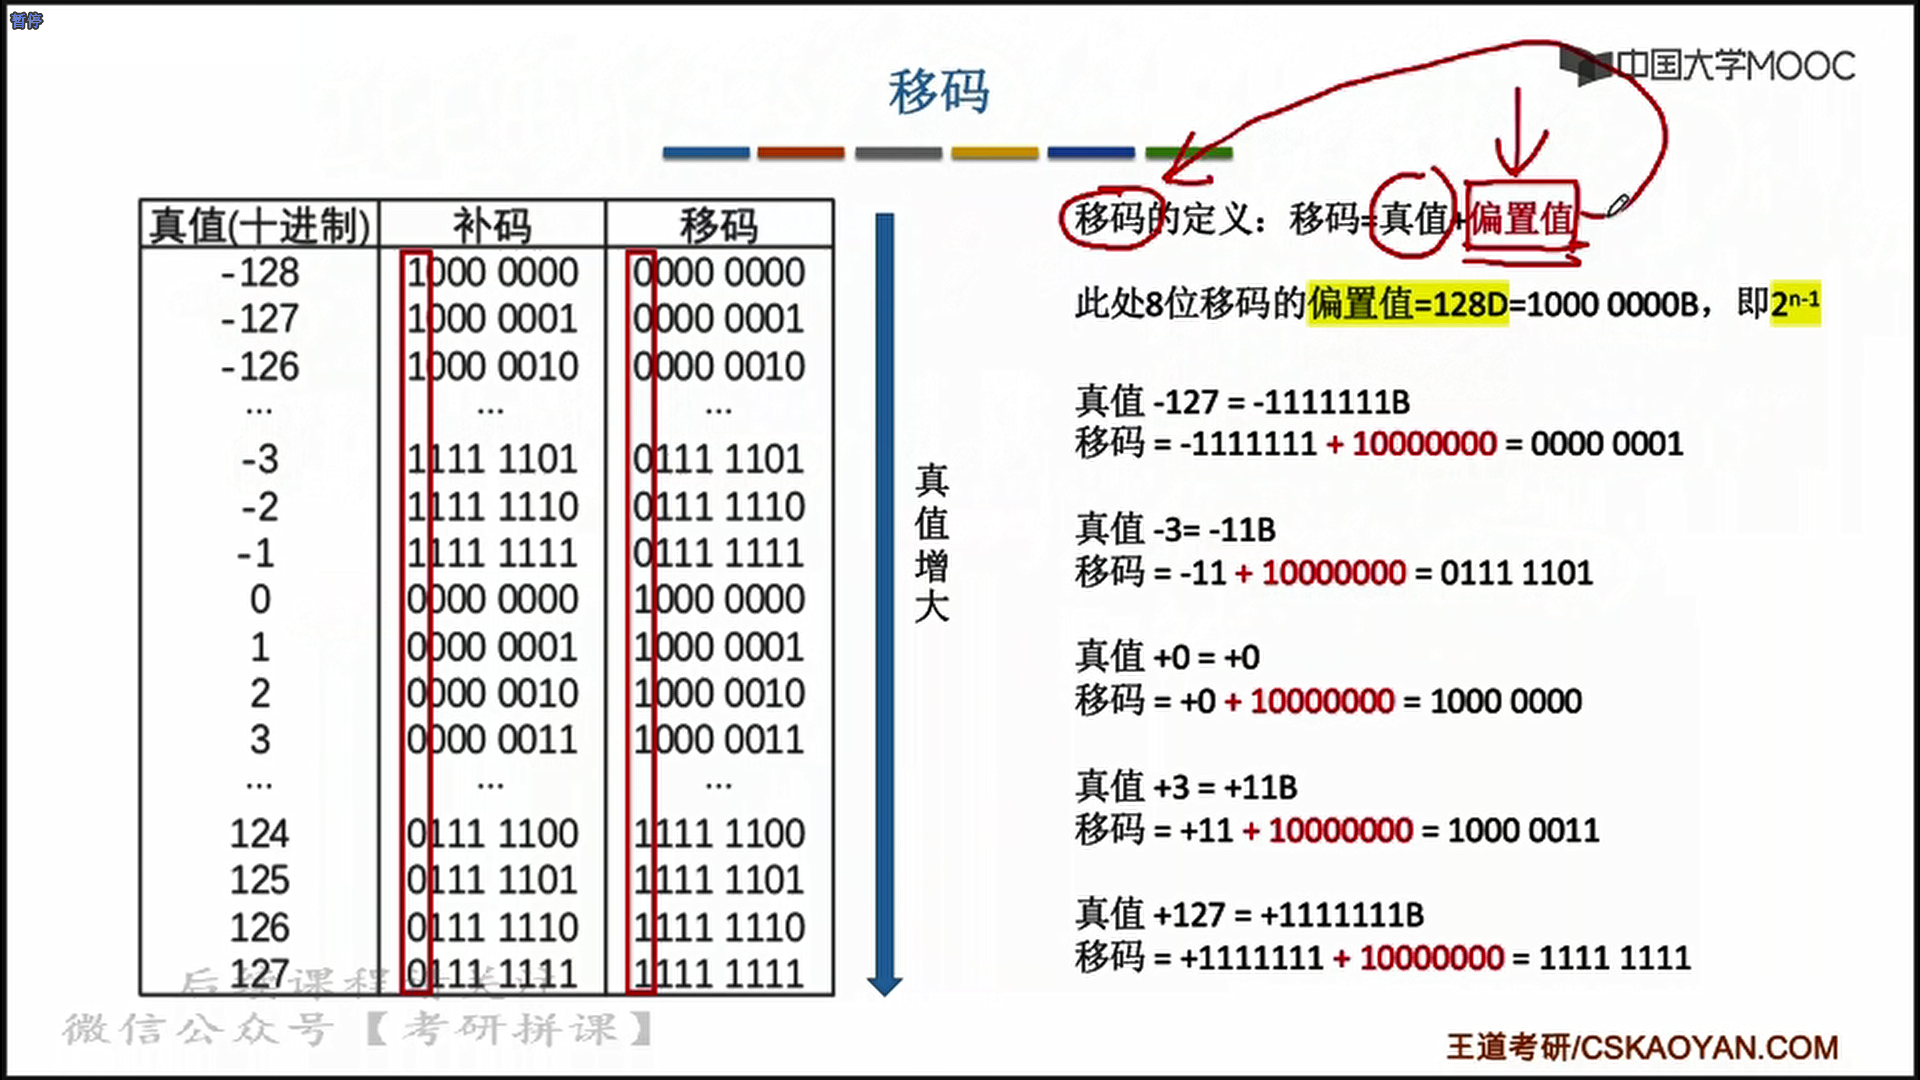 暂停
中国大学MOOC
移码
真值(十进制) 补码 移码
-128 1000 0000 0000 0000
-127 1000 0001 0000 0001
-126 1000 0010 0000 0010
... ... ...
-3 1111 1101 0111 1101
-2 1111 1110 0111 1110
-1 1111 1111 0111 1111
0 0000 0000 1000 0000
1 0000 0001 1000 0001
2 0000 0010 1000 0010
3 0000 0011 1000 0011
... ... ...
124 0111 1100 1111 1100
125 0111 1101 1111 1101
126 0111 1110 1111 1110
127 0111 1111 1111 1111
真值增大
移码的定义：移码=真值+偏置值
此处8位移码的偏置值=128D=1000 0000B，即2ⁿ⁻¹
真值 -127 = -1111111B
移码 = -1111111 + 10000000 = 0000 0001
真值 -3= -11B
移码 = -11 + 10000000 = 0111 1101
真值 +0 = +0
移码 = +0 + 10000000 = 1000 0000
真值 +3 = +11B
移码 = +11 + 10000000 = 1000 0011
真值 +127 = +1111111B
移码 = +1111111 + 10000000 = 1111 1111
微信公众号【考研拼课】
王道考研/CSKAOYAN.COM